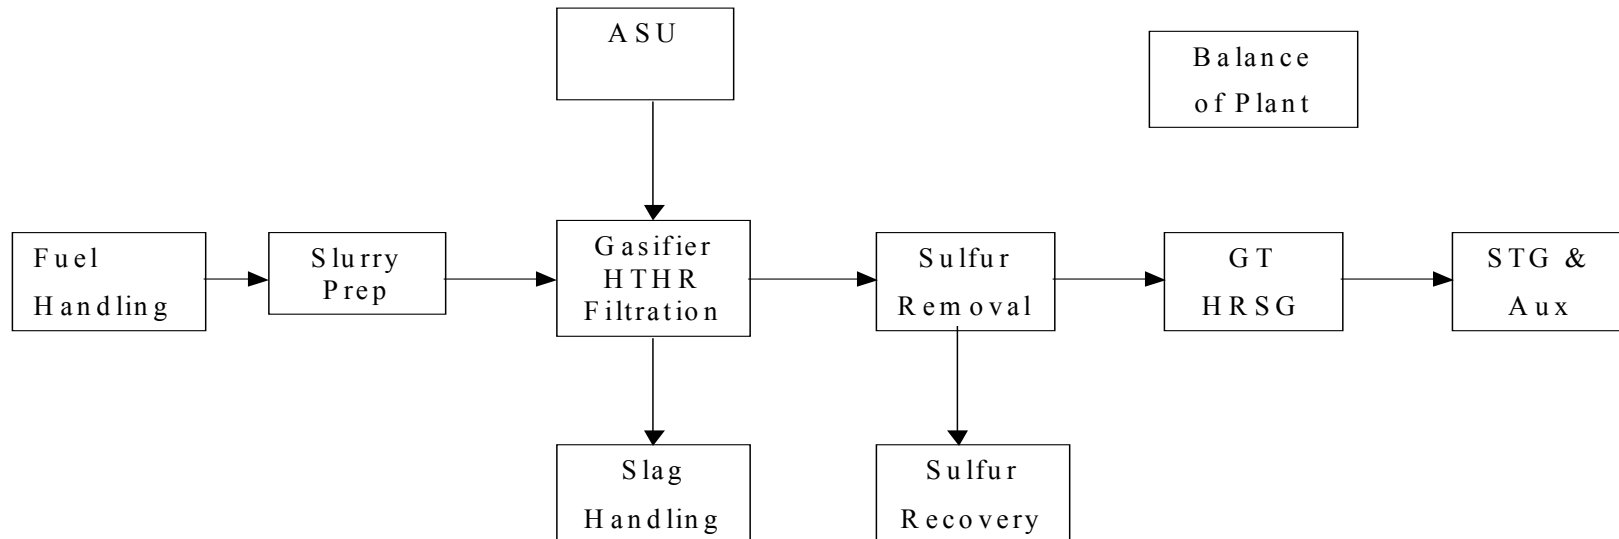 ASU
Balance
of Plant
Fuel
Handling
Slurry
Prep
Gasifier
HTHR
Filtration
Sulfur
Removal
GT
HRSG
STG &
Aux
Slag
Handling
Sulfur
Recovery